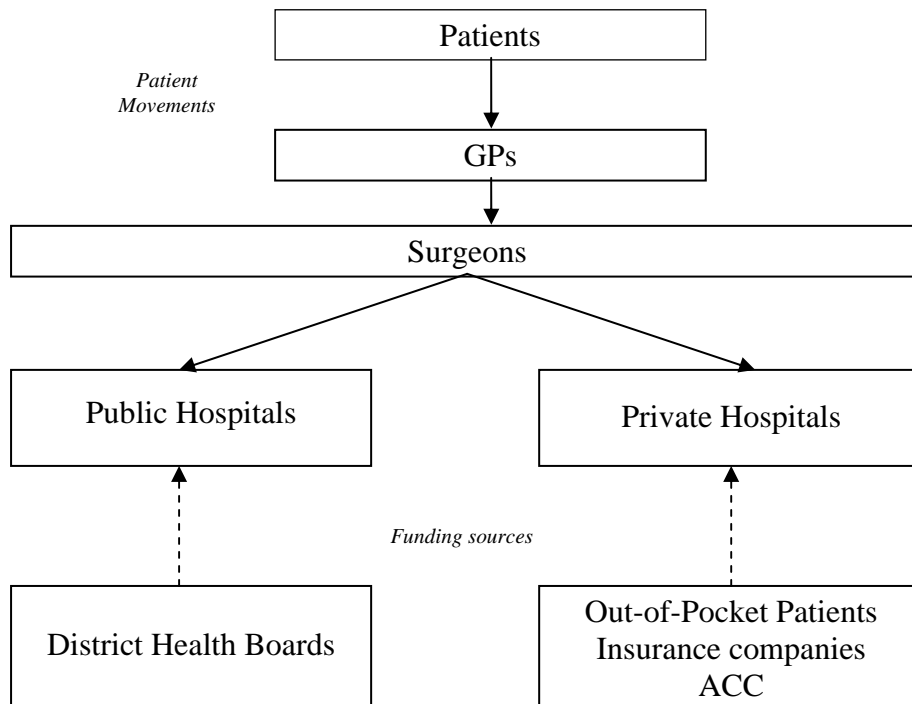 Patients
Patient
Movements
GPs
Surgeons
Public Hospitals
Private Hospitals
Funding sources
District Health Boards
Out-of-Pocket Patients
Insurance companies
ACC